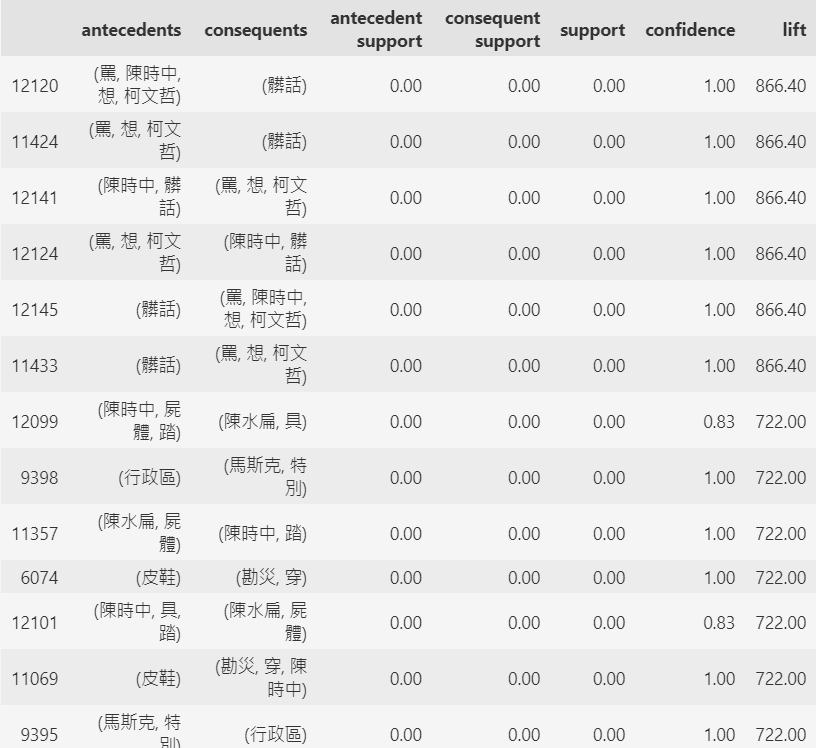 antecedents consequents antecedent support consequent support support confidence lift
12120 (罵, 陳時中, 想, 柯文哲) (髒話) 0.00 0.00 0.00 1.00 866.40
11424 (罵, 想, 柯文哲) (髒話) 0.00 0.00 0.00 1.00 866.40
12141 (陳時中, 髒話) (罵, 想, 柯文哲) 0.00 0.00 0.00 1.00 866.40
12124 (罵, 想, 柯文哲) (陳時中, 髒話) 0.00 0.00 0.00 1.00 866.40
12145 (髒話) (罵, 陳時中, 想, 柯文哲) 0.00 0.00 0.00 1.00 866.40
11433 (髒話) (罵, 想, 柯文哲) 0.00 0.00 0.00 1.00 866.40
12099 (陳時中, 屍體, 踏) (陳水扁, 具) 0.00 0.00 0.00 0.83 722.00
9398 (行政區) (馬斯克, 特別) 0.00 0.00 0.00 1.00 722.00
11357 (陳水扁, 屍體) (陳時中, 踏) 0.00 0.00 0.00 1.00 722.00
6074 (皮鞋) (勘災, 穿) 0.00 0.00 0.00 1.00 722.00
12101 (陳時中, 具, 踏) (陳水扁, 屍體) 0.00 0.00 0.00 0.83 722.00
11069 (皮鞋) (勘災, 穿, 陳時中) 0.00 0.00 0.00 1.00 722.00
9395 (馬斯克, 特別) (行政區) 0.00 0.00 0.00 1.00 722.00